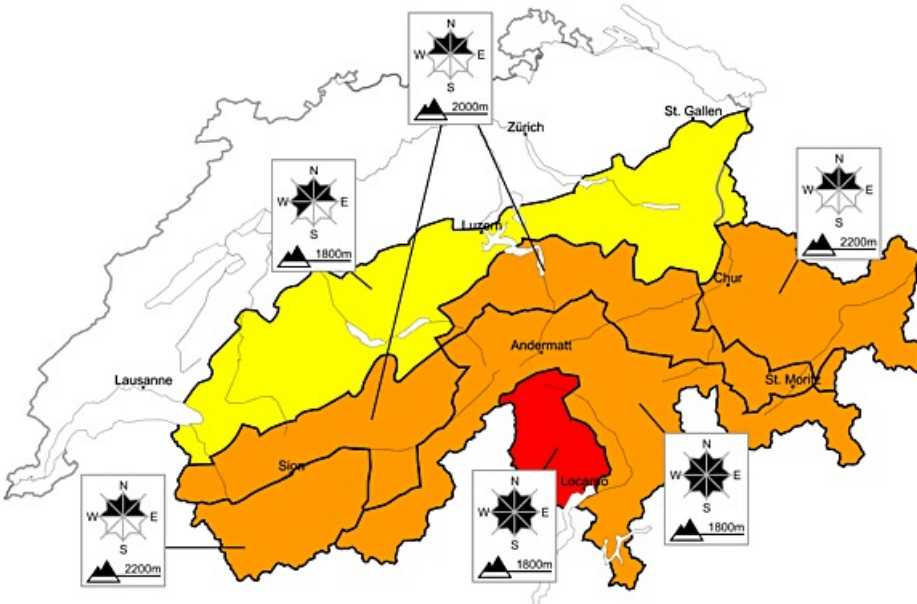 N
W E
S
2000m
St. Gallen
Zürich
N
W E
S
1800m
N
W E
S
2200m
Luzern
Chur
Andermatt
Lausanne
St. Moritz
Sion
Locarno
N
W E
S
1800m
N
W E
S
1800m
N
W E
S
2200m